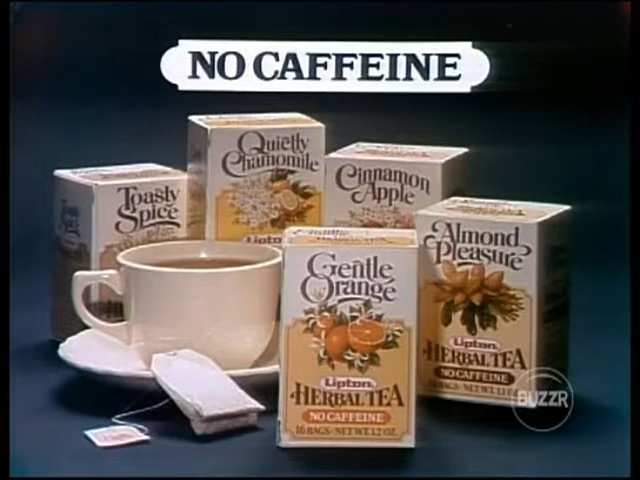 NO CAFFEINE
Quietly
Chamomile
Lipton
Cinnamon
Apple
Toasty
Spice
Almond
Pleasure
Lipton
HERBAL TEA
NO CAFFEINE
Gentle
Orange
Lipton
HERBAL TEA
NO CAFFEINE
16 BAGS - NET WT. 1.2 OZ.
BUZZR